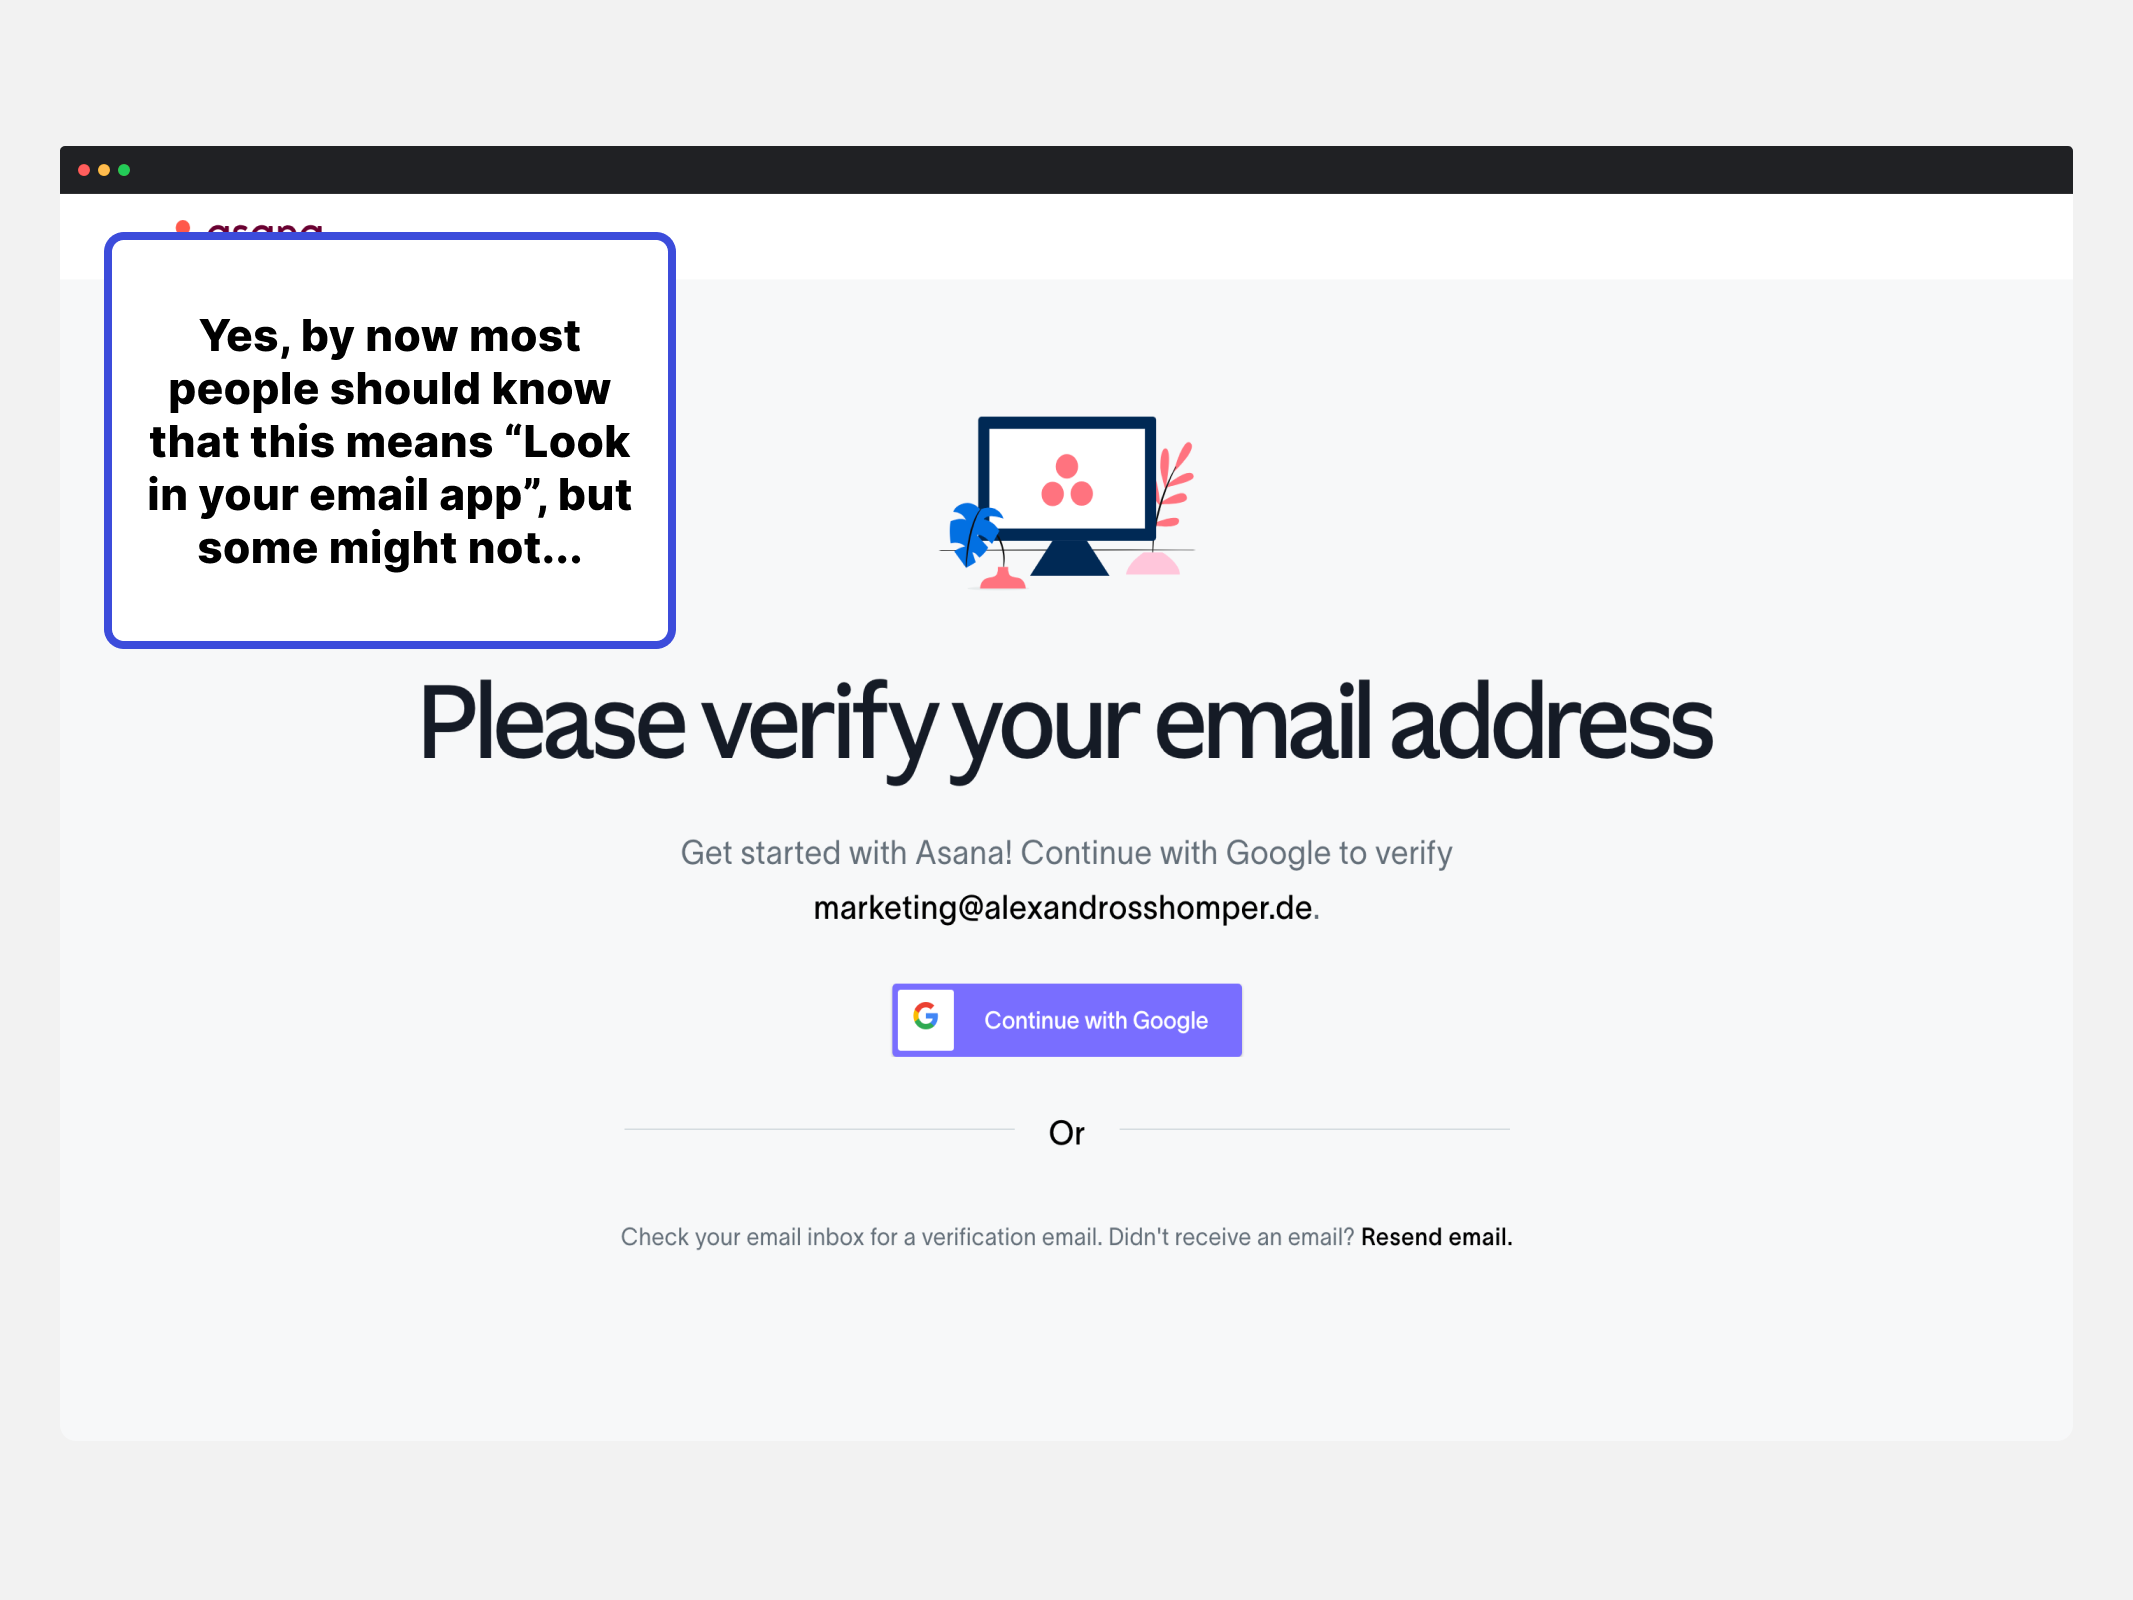 asana
Yes, by now most
people should know
that this means “Look
in your email app”, but
some might not...
Please verify your email address
Get started with Asana! Continue with Google to verify
marketing@alexandrosshomper.de.
Continue with Google
Or
Check your email inbox for a verification email. Didn't receive an email? Resend email.